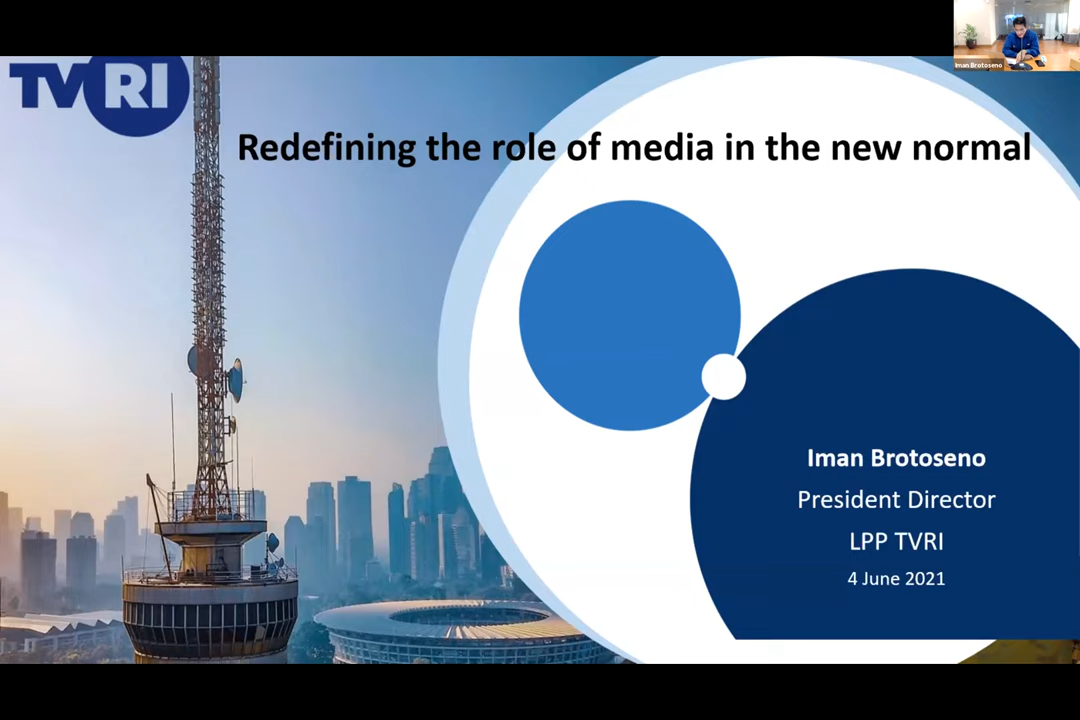 Iman Brotoseno
TVRI
Redefining the role of media in the new normal
Iman Brotoseno
President Director
LPP TVRI
4 June 2021